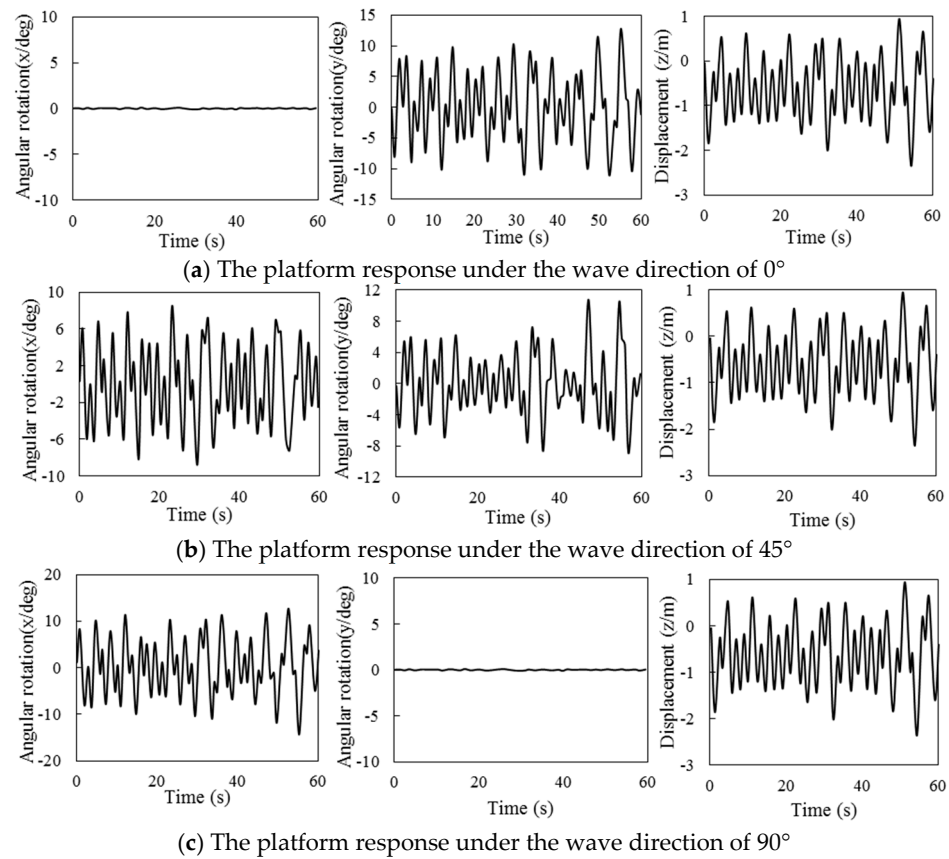 Angular rotation(x/deg)
10
5
0
-5
-10
0 20 40 60
Time (s)
Angular rotation(y/deg)
15
10
5
0
-5
-10
-15
0 10 20 30 40 50 60
Time (s)
Displacement (z/m)
1
0
-1
-2
-3
0 20 40 60
Time (s)
(a) The platform response under the wave direction of 0°
Angular rotation(x/deg)
10
6
2
-2
-6
-10
0 20 40 60
Time (s)
Angular rotation(y/deg)
12
8
4
0
-4
-8
-12
0 20 40 60
Time (s)
Displacement (z/m)
1
0
-1
-2
-3
0 20 40 60
Time (s)
(b) The platform response under the wave direction of 45°
Angular rotation(x/deg)
20
10
0
-10
-20
0 20 40 60
Time (s)
Angular rotation(y/deg)
10
5
0
-5
-10
0 20 40 60
Time (s)
Displacement (z/m)
1
0
-1
-2
-3
0 20 40 60
Time (s)
(c) The platform response under the wave direction of 90°